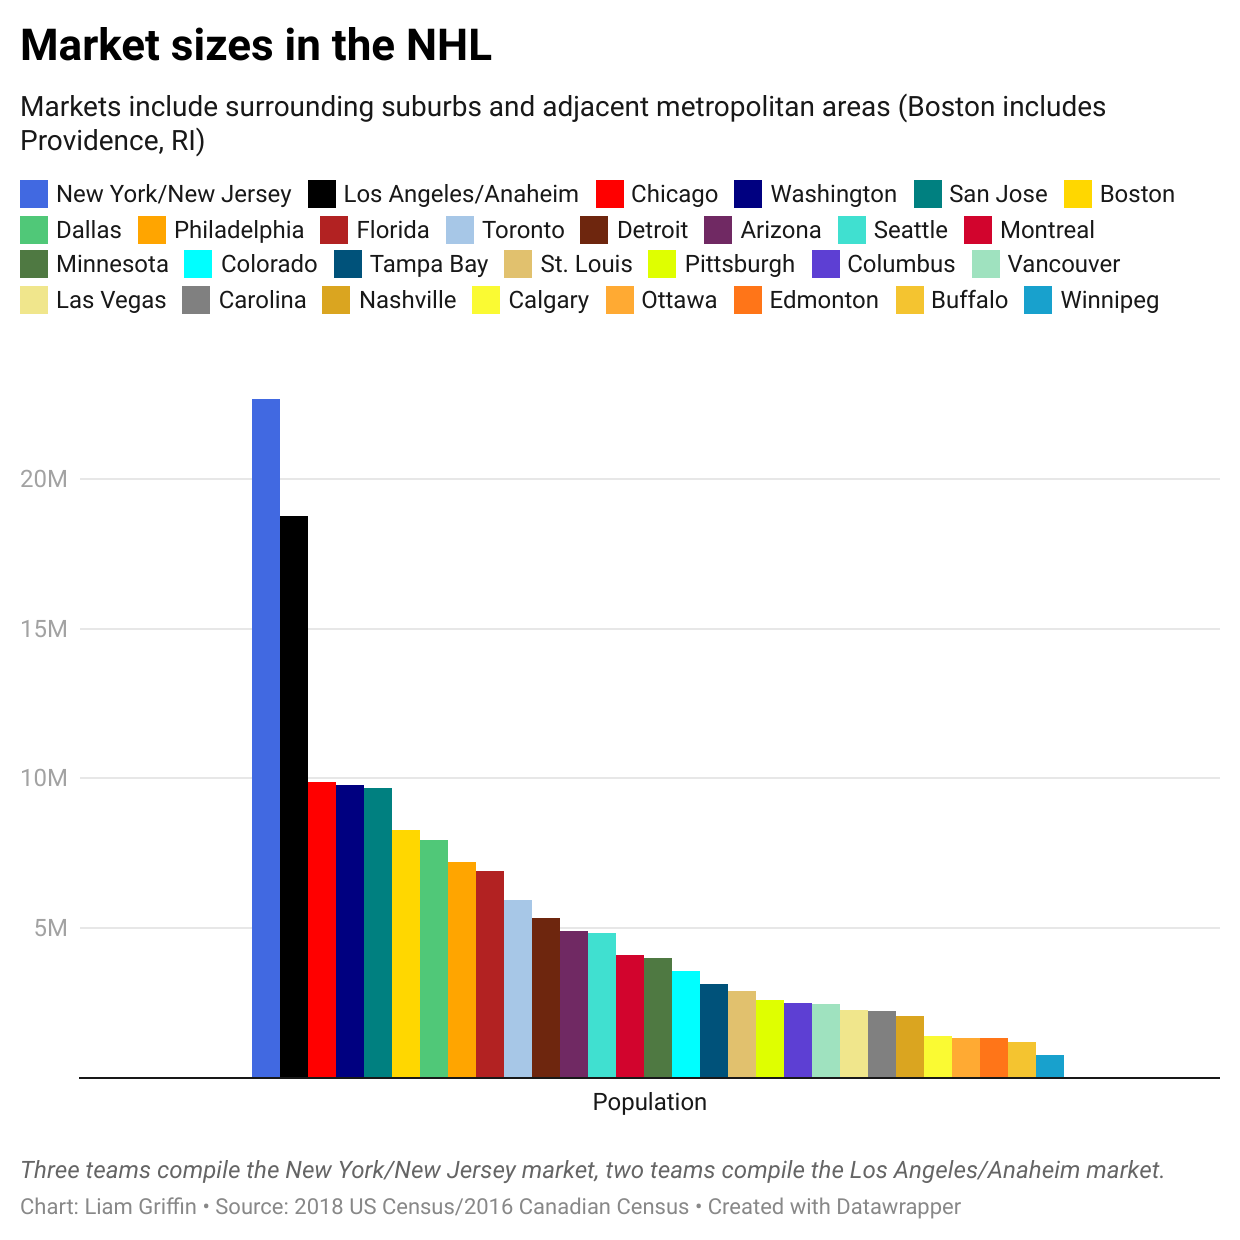 Market sizes in the NHL
Markets include surrounding suburbs and adjacent metropolitan areas (Boston includes
Providence, RI)
New York/New Jersey Los Angeles/Anaheim Chicago Washington San Jose Boston
Dallas Philadelphia Florida Toronto Detroit Arizona Seattle Montreal
Minnesota Colorado Tampa Bay St. Louis Pittsburgh Columbus Vancouver
Las Vegas Carolina Nashville Calgary Ottawa Edmonton Buffalo Winnipeg
20M
15M
10M
5M
Population
Three teams compile the New York/New Jersey market, two teams compile the Los Angeles/Anaheim market.
Chart: Liam Griffin • Source: 2018 US Census/2016 Canadian Census • Created with Datawrapper